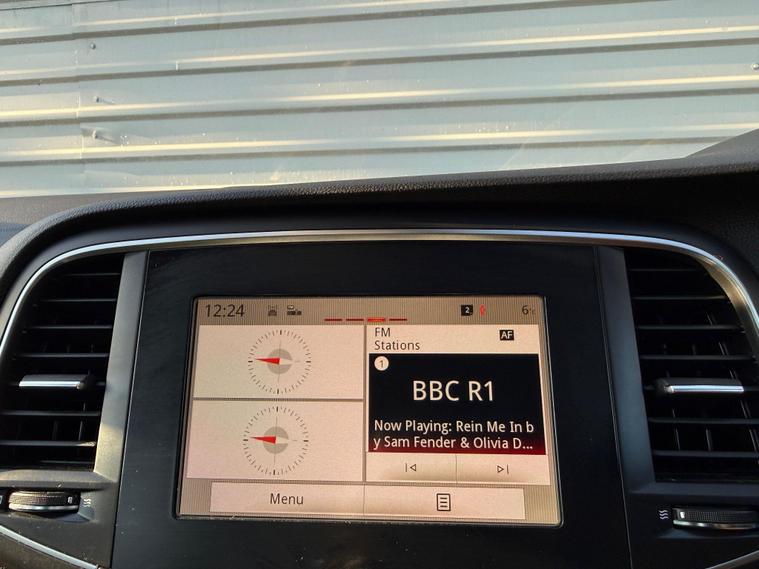 12:24
2
6°c
FM
Stations
AF
1
BBC R1
Now Playing: Rein Me In b
y Sam Fender & Olivia D...
Menu